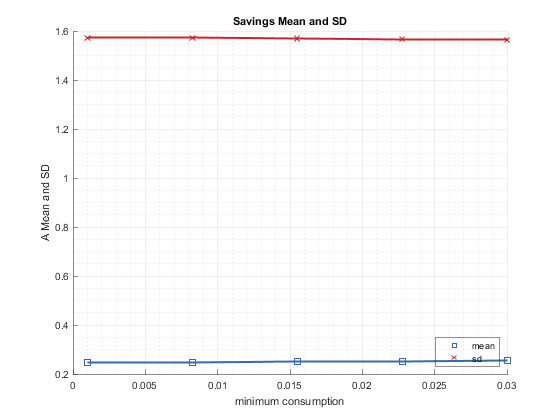 Savings Mean and SD
1.6
1.4
1.2
1
0.8
0.6
0.4
0.2
A Mean and SD
mean
sd
0 0.005 0.01 0.015 0.02 0.025 0.03
minimum consumption